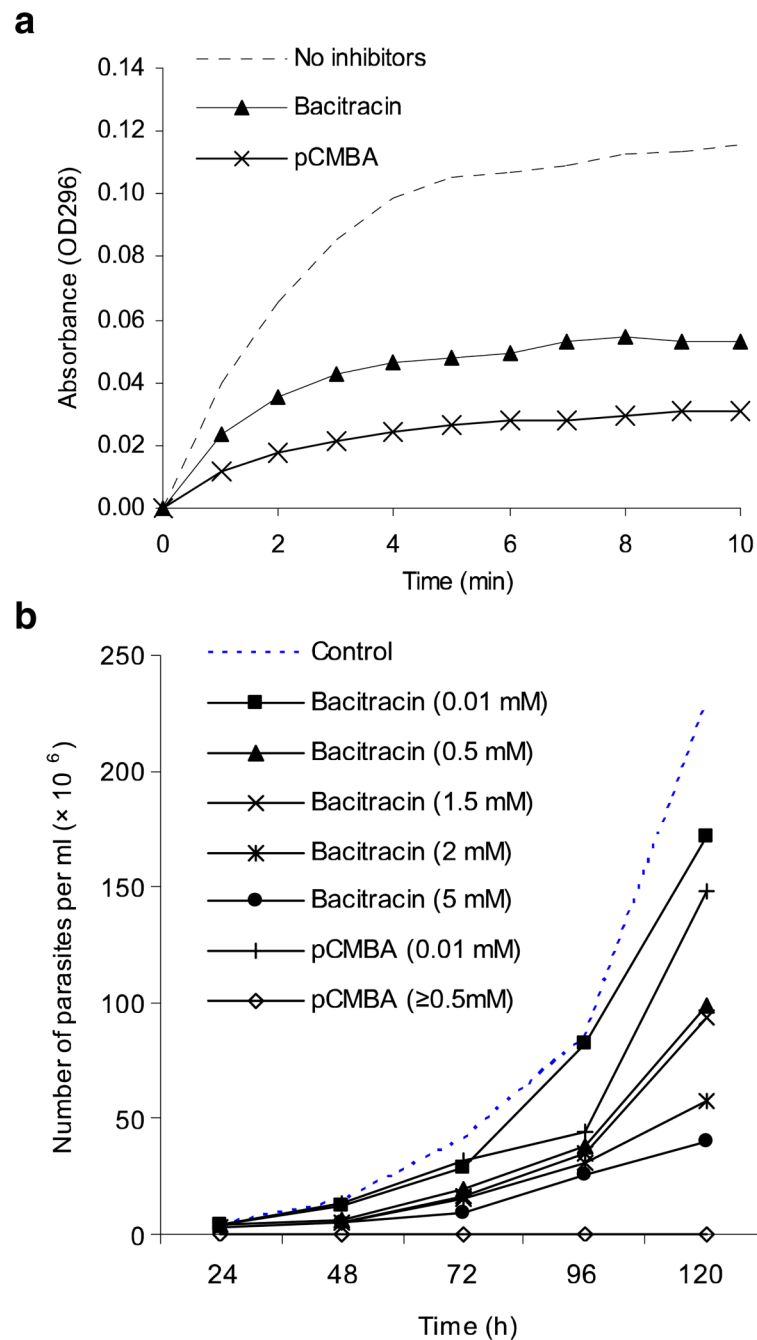 a
0.14
0.12
0.10
0.08
0.06
0.04
0.02
0.00
Absorbance (OD296)
No inhibitors
Bacitracin
pCMBA
0 2 4 6 8 10
Time (min)
b
250
200
150
100
50
0
Number of parasites per ml (× 10 6)
Control
Bacitracin (0.01 mM)
Bacitracin (0.5 mM)
Bacitracin (1.5 mM)
Bacitracin (2 mM)
Bacitracin (5 mM)
pCMBA (0.01 mM)
pCMBA (≥0.5mM)
24 48 72 96 120
Time (h)